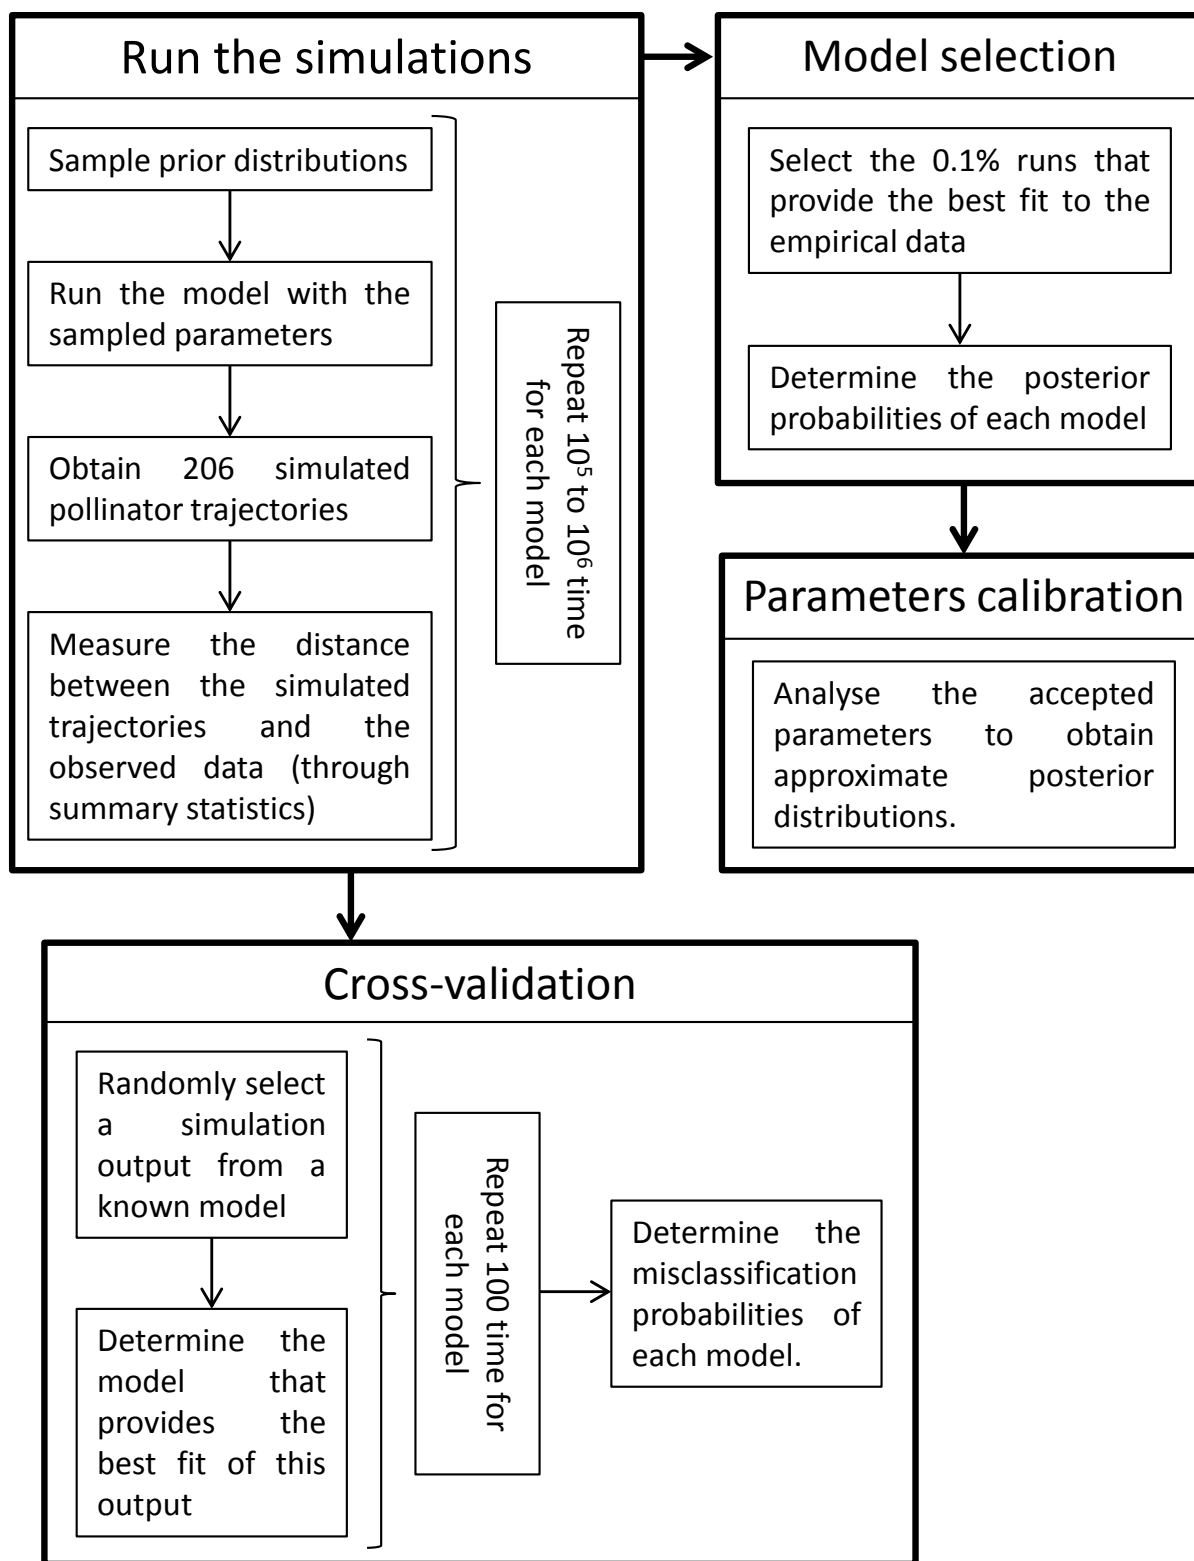 Run the simulations
Sample prior distributions
Run the model with the
sampled parameters
Obtain 206 simulated
pollinator trajectories
Measure the distance
between the simulated
trajectories and the
observed data (through
summary statistics)
Repeat 10⁵ to 10⁶ time
for each model
Model selection
Select the 0.1% runs that
provide the best fit to the
empirical data
Determine the posterior
probabilities of each model
Parameters calibration
Analyse the accepted
parameters to obtain
approximate posterior
distributions.
Cross-validation
Randomly select
a simulation
output from a
known model
Determine the
model that
provides the
best fit of this
output
Repeat 100 time for
each model
Determine the
misclassification
probabilities of
each model.